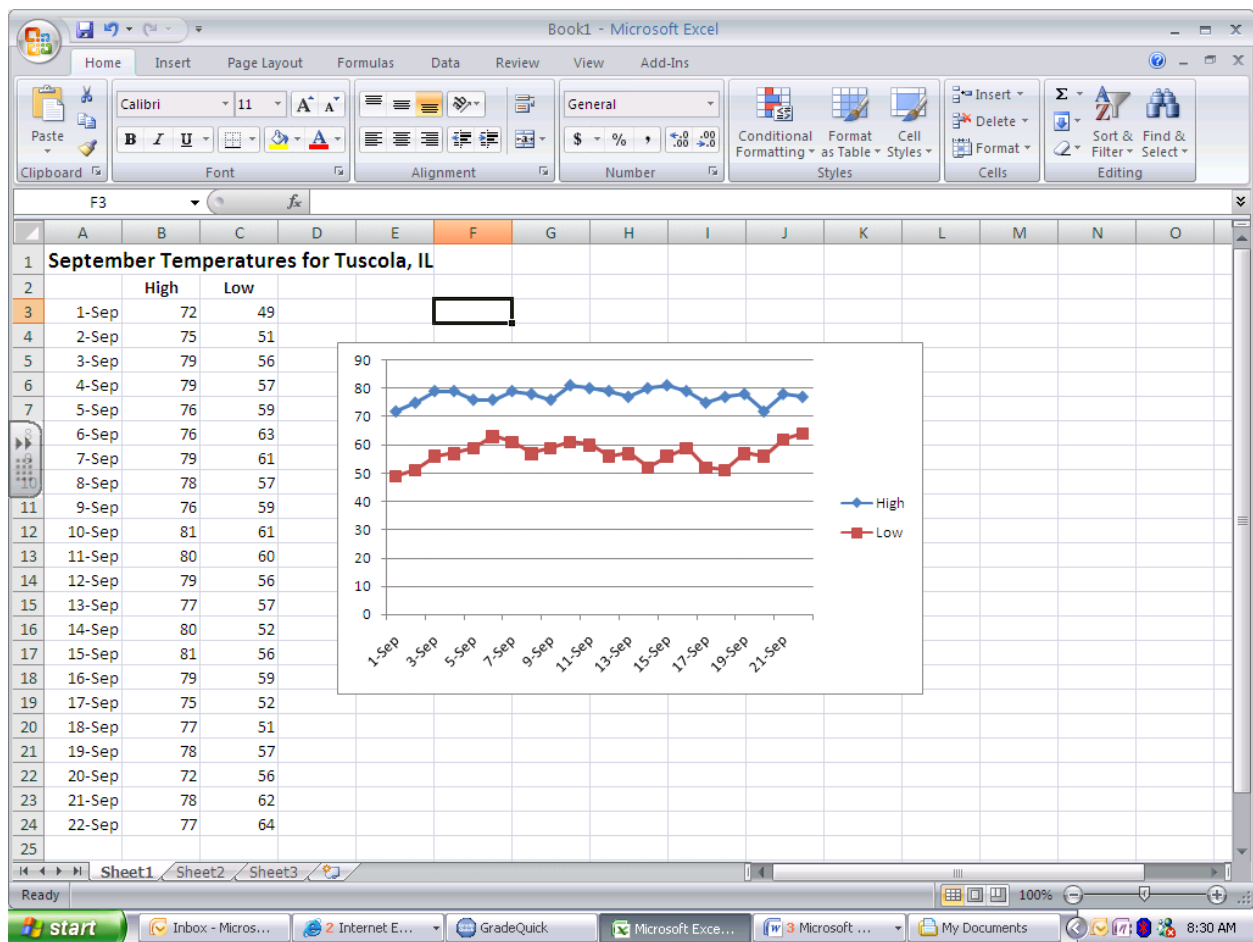 Book1 - Microsoft Excel
Home Insert Page Layout Formulas Data Review View Add-Ins
Paste
Clipboard
Calibri 11 A A
B I U A
Font
Alignment
General
$ % , .0 .00 .00 .0
Number
Conditional Formatting
Format as Table
Cell Styles
Styles
Insert
Delete
Format
Cells
Σ
Sort & Filter
Find & Select
Editing
F3 fx
A B C D E F G H I J K L M N O
1 September Temperatures for Tuscola, IL
2 High Low
3 1-Sep 72 49
4 2-Sep 75 51
5 3-Sep 79 56
6 4-Sep 79 57
7 5-Sep 76 59
8 6-Sep 76 63
9 7-Sep 79 61
10 8-Sep 78 57
11 9-Sep 76 59
12 10-Sep 81 61
13 11-Sep 80 60
14 12-Sep 79 56
15 13-Sep 77 57
16 14-Sep 80 52
17 15-Sep 81 56
18 16-Sep 79 59
19 17-Sep 75 52
20 18-Sep 77 51
21 19-Sep 78 57
22 20-Sep 72 56
23 21-Sep 78 62
24 22-Sep 77 64
25
90
80
70
60
50
40
30
20
10
0
1-Sep 3-Sep 5-Sep 7-Sep 9-Sep 11-Sep 13-Sep 15-Sep 17-Sep 19-Sep 21-Sep
High
Low
Sheet1 Sheet2 Sheet3
Ready 100%
start Inbox - Micros... 2 Internet E... GradeQuick Microsoft Exce... 3 Microsoft ... My Documents 8:30 AM